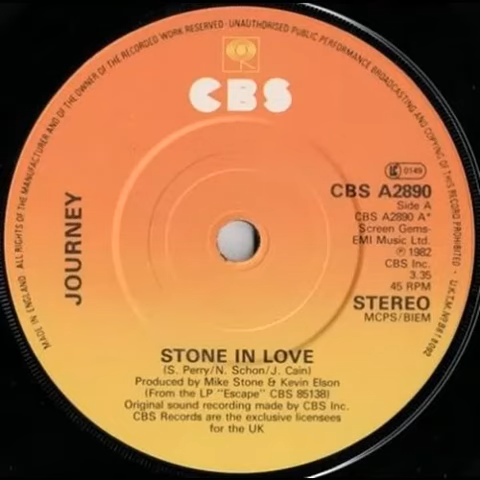 ALL RIGHTS OF THE MANUFACTURER AND OF THE OWNER OF THE RECORDED WORK RESERVED · UNAUTHORISED PUBLIC PERFORMANCE BROADCASTING AND COPYING OF THIS RECORD PROHIBITED ·
MADE IN ENGLAND
CBS
JOURNEY
LC 0149
CBS A2890
Side A
CBS A2890 A*
Screen Gems-
EMI Music Ltd.
℗ 1982
CBS Inc.
3.35
45 RPM
STEREO
MCPS/BIEM
STONE IN LOVE
(S. Perry/N. Schon/J. Cain)
Produced by Mike Stone & Kevin Elson
(From the LP "Escape" CBS 85138)
Original sound recording made by CBS Inc.
CBS Records are the exclusive licensees
for the UK